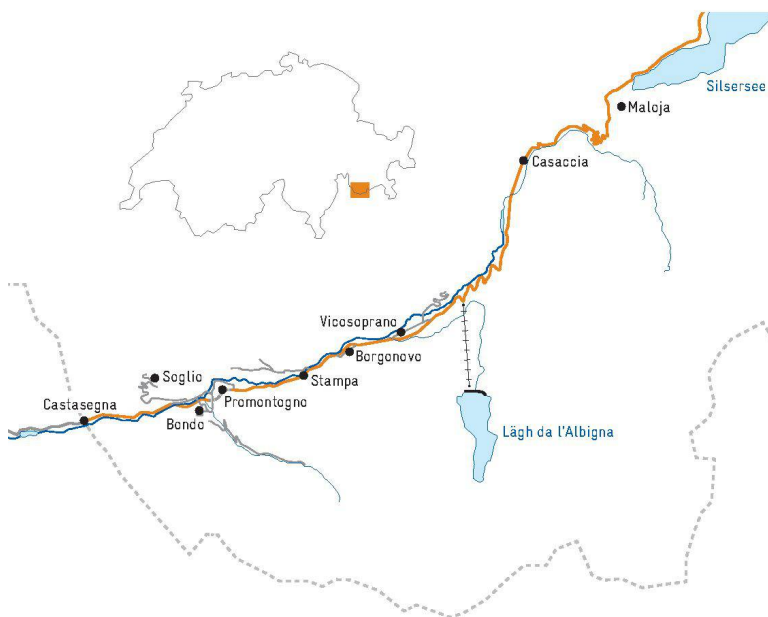 Silsersee
Maloja
Casaccia
Vicosoprano
Borgonovo
Soglio
Stampa
Promontogno
Castasegna
Bondo
Lägh da l'Albigna